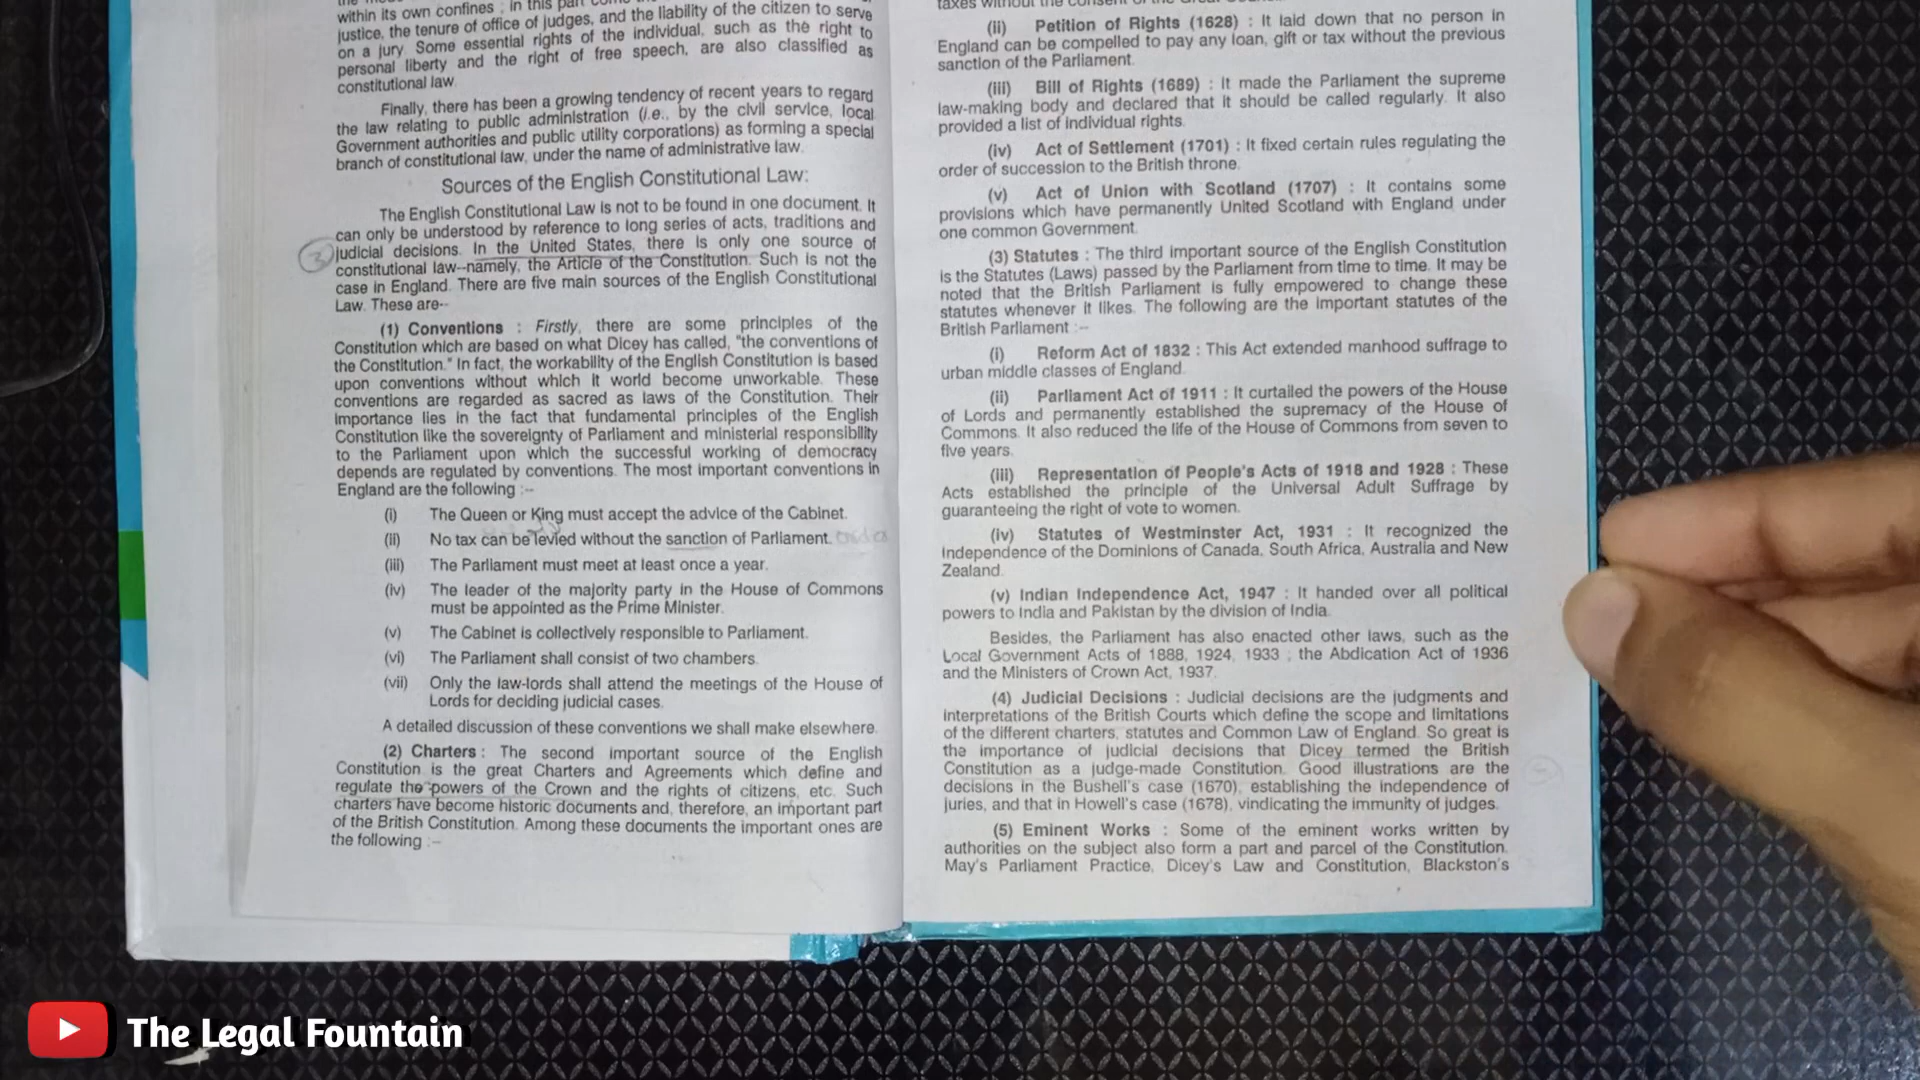 within its own confines ; in this part
justice, the tenure of office of judges, and the liability of the citizen to serve
on a jury. Some essential rights of the individual, such as the right to
personal liberty and the right of free speech, are also classified as
constitutional law.
Finally, there has been a growing tendency of recent years to regard
the law relating to public administration (i.e., by the civil service, local
Government authorities and public utility corporations) as forming a special
branch of constitutional law, under the name of administrative law.
Sources of the English Constitutional Law:
The English Constitutional Law is not to be found in one document. It
can only be understood by reference to long series of acts, traditions and
judicial decisions. In the United States, there is only one source of
3
constitutional law--namely, the Article of the Constitution. Such is not the
case in England. There are five main sources of the English Constitutional
Law. These are--
(1) Conventions : Firstly, there are some principles of the
Constitution which are based on what Dicey has called, "the conventions of
the Constitution." In fact, the workability of the English Constitution is based
upon conventions without which it world become unworkable. These
conventions are regarded as sacred as laws of the Constitution. Their
importance lies in the fact that fundamental principles of the English
Constitution like the sovereignty of Parliament and ministerial responsibility
to the Parliament upon which the successful working of democracy
depends are regulated by conventions. The most important conventions in
England are the following :--
(i) The Queen or King must accept the advice of the Cabinet.
(ii) No tax can be levied without the sanction of Parliament.
(iii) The Parliament must meet at least once a year.
(iv) The leader of the majority party in the House of Commons
must be appointed as the Prime Minister.
(v) The Cabinet is collectively responsible to Parliament.
(vi) The Parliament shall consist of two chambers.
(vii) Only the law-lords shall attend the meetings of the House of
Lords for deciding judicial cases.
A detailed discussion of these conventions we shall make elsewhere.
(2) Charters : The second important source of the English
Constitution is the great Charters and Agreements which define and
regulate the powers of the Crown and the rights of citizens, etc. Such
charters have become historic documents and, therefore, an important part
of the British Constitution. Among these documents the important ones are
the following :--
taxes without the consent of the
(ii) Petition of Rights (1628) : It laid down that no person in
England can be compelled to pay any loan, gift or tax without the previous
sanction of the Parliament.
(iii) Bill of Rights (1689) : It made the Parliament the supreme
law-making body and declared that it should be called regularly. It also
provided a list of individual rights.
(iv) Act of Settlement (1701) : It fixed certain rules regulating the
order of succession to the British throne.
(v) Act of Union with Scotland (1707) : It contains some
provisions which have permanently United Scotland with England under
one common Government.
(3) Statutes : The third important source of the English Constitution
is the Statutes (Laws) passed by the Parliament from time to time. It may be
noted that the British Parliament is fully empowered to change these
statutes whenever it likes. The following are the important statutes of the
British Parliament :--
(i) Reform Act of 1832 : This Act extended manhood suffrage to
urban middle classes of England.
(ii) Parliament Act of 1911 : It curtailed the powers of the House
of Lords and permanently established the supremacy of the House of
Commons. It also reduced the life of the House of Commons from seven to
five years.
(iii) Representation of People's Acts of 1918 and 1928 : These
Acts established the principle of the Universal Adult Suffrage by
guaranteeing the right of vote to women.
(iv) Statutes of Westminster Act, 1931 : It recognized the
Independence of the Dominions of Canada, South Africa, Australia and New
Zealand.
(v) Indian Independence Act, 1947 : It handed over all political
powers to India and Pakistan by the division of India.
Besides, the Parliament has also enacted other laws, such as the
Local Government Acts of 1888, 1924, 1933 ; the Abdication Act of 1936
and the Ministers of Crown Act, 1937.
(4) Judicial Decisions : Judicial decisions are the judgments and
interpretations of the British Courts which define the scope and limitations
of the different charters, statutes and Common Law of England. So great is
the importance of judicial decisions that Dicey termed the British
Constitution as a judge-made Constitution. Good illustrations are the
decisions in the Bushell's case (1670), establishing the independence of
juries, and that in Howell's case (1678), vindicating the immunity of judges.
(5) Eminent Works : Some of the eminent works written by
authorities on the subject also form a part and parcel of the Constitution.
May's Parliament Practice, Dicey's Law and Constitution, Blackston's
The Legal Fountain